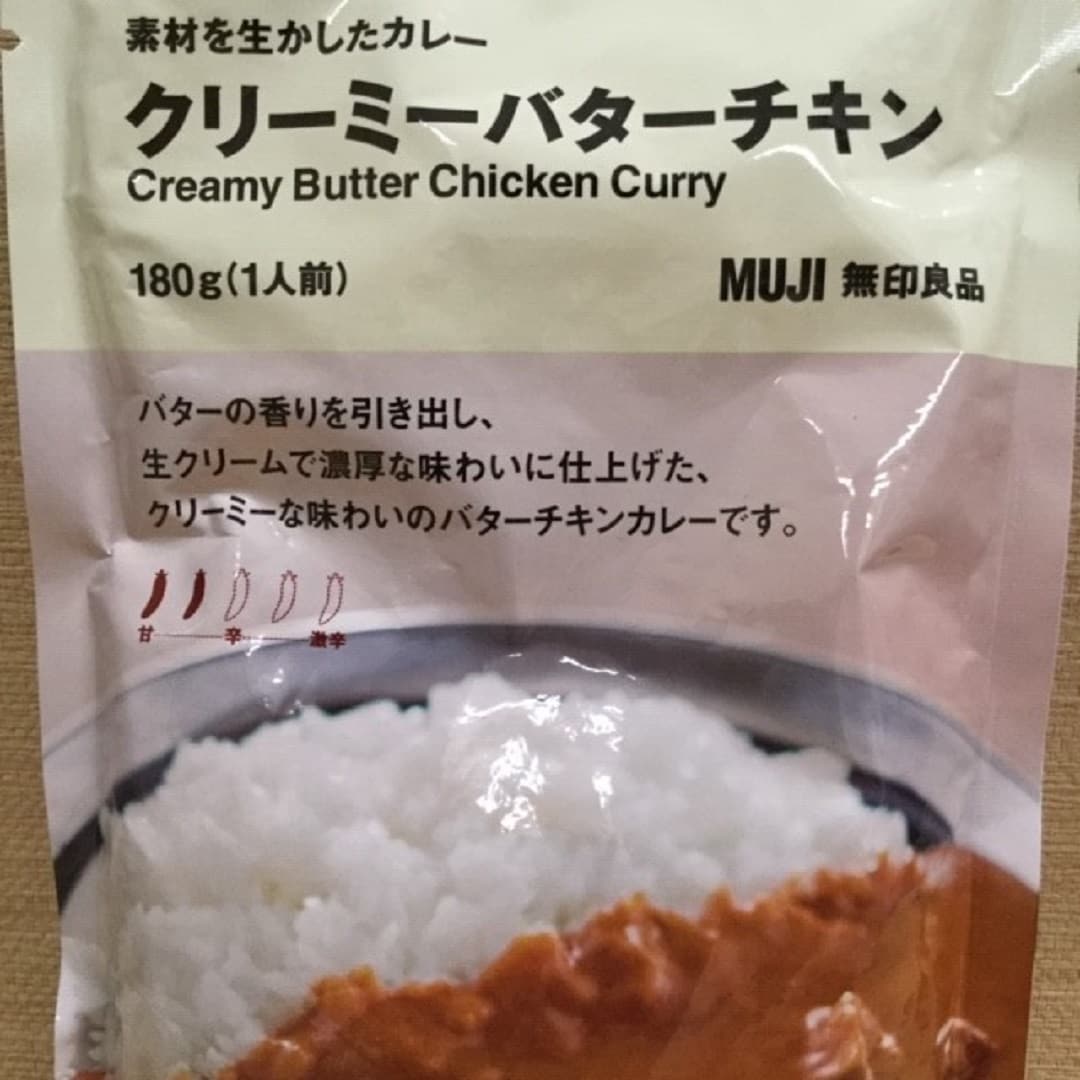 素材を生かしたカレー
クリーミーバターチキン
Creamy Butter Chicken Curry
180g(1人前)
MUJI 無印良品
バターの香りを引き出し、
生クリームで濃厚な味わいに仕上げた、
クリーミーな味わいのバターチキンカレーです。
甘 辛 激辛